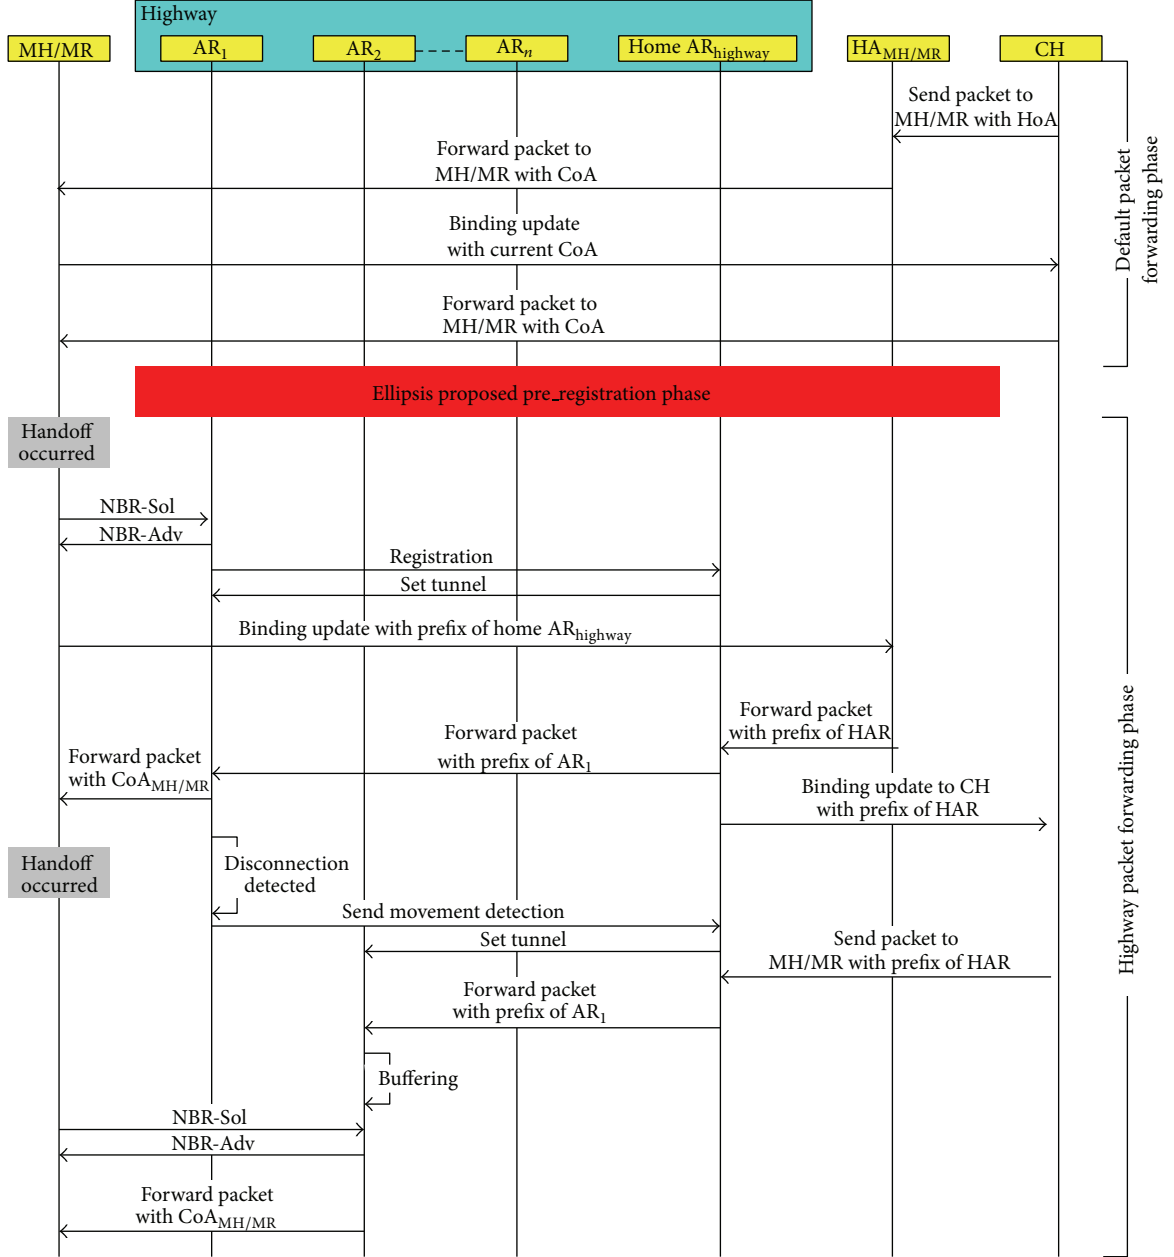 Highway
MH/MR
AR1
AR2
ARn
Home ARhighway
HAMH/MR
CH
Send packet to
MH/MR with HoA
Forward packet to
MH/MR with CoA
Binding update
with current CoA
Forward packet to
MH/MR with CoA
Default packet
forwarding phase
Ellipsis proposed pre_registration phase
Handoff
occurred
NBR-Sol
NBR-Adv
Registration
Set tunnel
Binding update with prefix of home ARhighway
Forward packet
with prefix of HAR
Forward packet
with prefix of AR1
Forward packet
with CoAMH/MR
Binding update to CH
with prefix of HAR
Handoff
occurred
Disconnection
detected
Send movement detection
Set tunnel
Send packet to
MH/MR with prefix of HAR
Forward packet
with prefix of AR1
Buffering
NBR-Sol
NBR-Adv
Forward packet
with CoAMH/MR
Highway packet forwarding phase